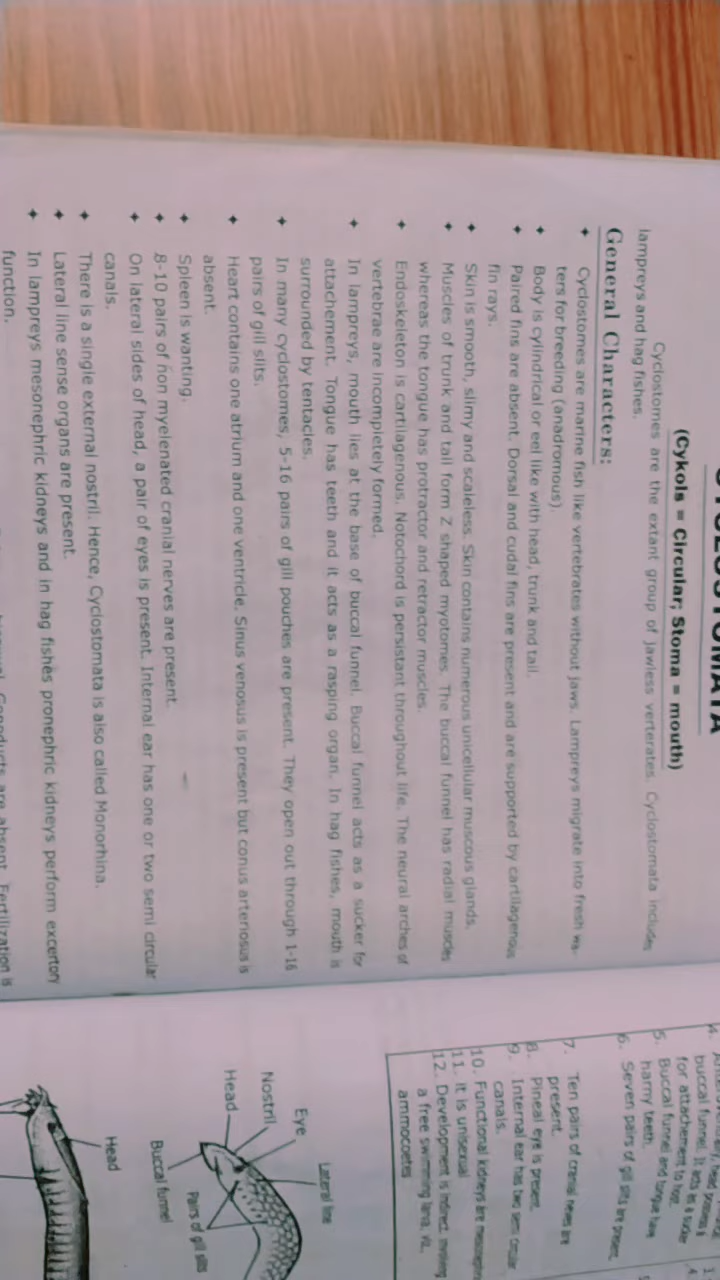 (Cykols = Circular; Stoma = mouth)
Cyclostomes are the extant group of jawless verterates. Cyclostomata includes
lampreys and hag fishes.
General Characters:
✦ Cyclostomes are marine fish like vertebrates without jaws. Lampreys migrate into fresh wa-
ters for breeding (anadromous).
✦ Body is cylindrical or eel like with head, trunk and tail.
✦ Paired fins are absent. Dorsal and cudal fins are present and are supported by cartilagenous
fin rays.
✦ Skin is smooth, slimy and scaleless. Skin contains numerous unicellular muscous glands.
✦ Muscles of trunk and tail form Z shaped myotomes. The buccal funnel has radial muscles
whereas the tongue has protractor and retractor muscles.
✦ Endoskeleton is cartilagenous. Notochord is persistant throughout life. The neural arches of
vertebrae are incompletely formed.
✦ In lampreys, mouth lies at the base of buccal funnel. Buccal funnel acts as a sucker for
attachement. Tongue has teeth and it acts as a rasping organ. In hag fishes, mouth is
surrounded by tentacles.
✦ In many cyclostomes, 5-16 pairs of gill pouches are present. They open out through 1-16
pairs of gill slits.
✦ Heart contains one atrium and one ventricle. Sinus venosus is present but conus arteriosus is
absent.
✦ Spleen is wanting.
✦ 8-10 pairs of non myelenated cranial nerves are present.
✦ On lateral sides of head, a pair of eyes is present. Internal ear has one or two semi circular
canals.
✦ There is a single external nostril. Hence, Cyclostomata is also called Monorhina.
✦ Lateral line sense organs are present.
✦ In lampreys mesonephric kidneys and in hag fishes pronephric kidneys perform excertory
function.
Gonoducts are absent. Fertilization is
4.
buccal funnel. It acts as a sucker
for attachement to host.
5. Buccal funnel and tongue have
harny teeth.
6. Seven pairs of gill slits are present.
7. Ten pairs of cranial nerves are
present.
8. Pineal eye is present.
9. Internal ear has two semi circular
canals.
10. Functional kidneys are mesonephric
11. It is unisexual
12. Development is indirect, involving
a free swimming larva, viz.,
ammocoetes
Eye
Lateral line
Nostril
Head
Buccal funnel
Pairs of gill slits
Head